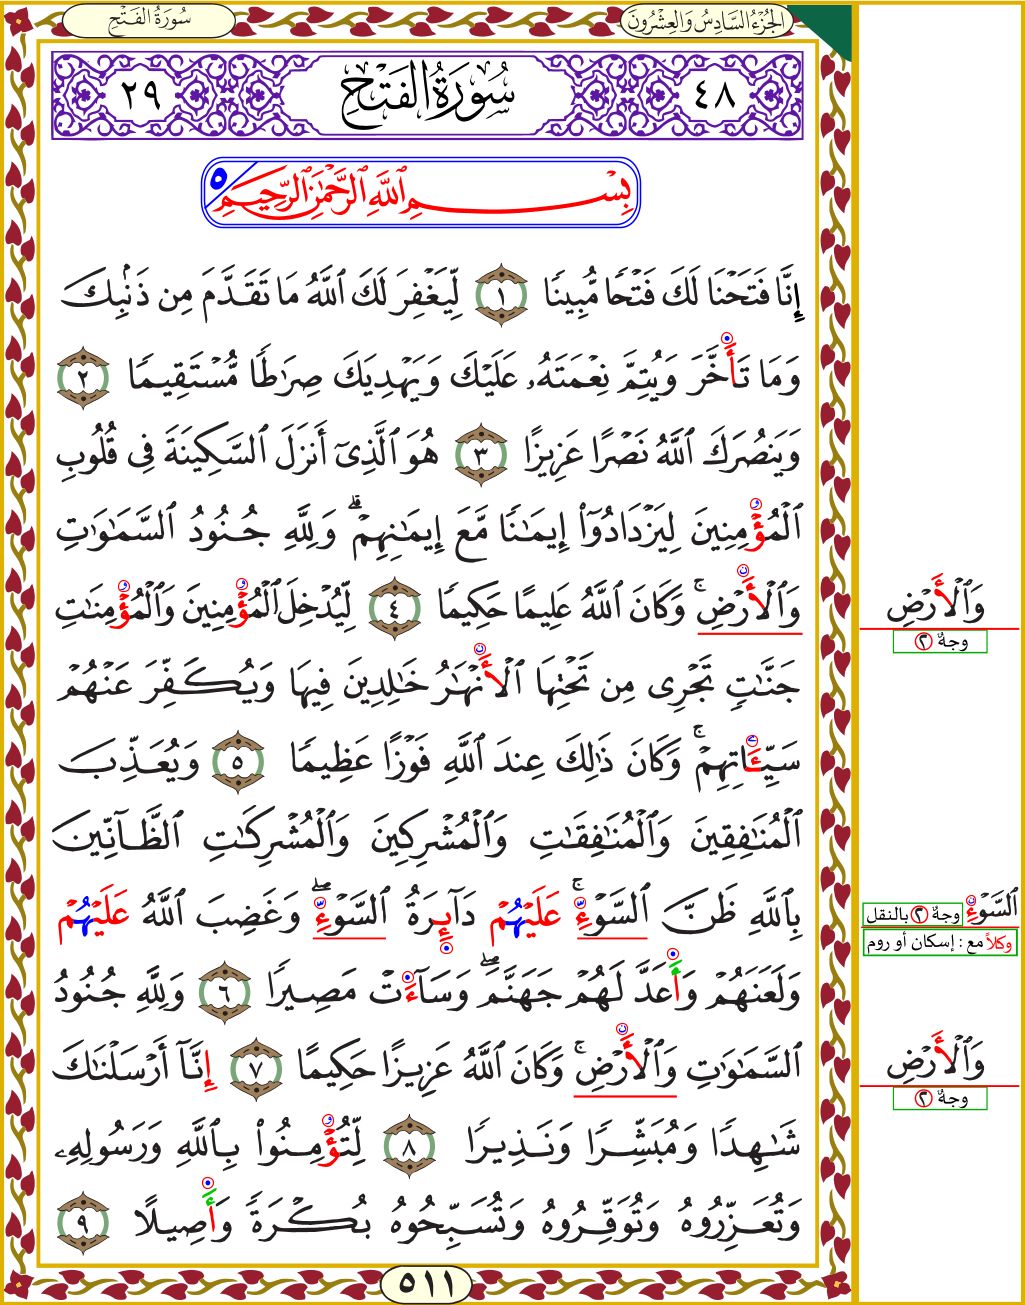 الجُزْءُ السَّادِسُ وَالعِشْرُونَ
سُورَةُ الفَتْحِ
٤٨ سُورَةُ الفَتْحِ ٢٩
بِسْمِ ٱللَّهِ ٱلرَّحْمَٰنِ ٱلرَّحِيمِ ٥
إِنَّا فَتَحْنَا لَكَ فَتْحًا مُّبِينًا ١ لِّيَغْفِرَ لَكَ ٱللَّهُ مَا تَقَدَّمَ مِن ذَنۢبِكَ
وَمَا تَأَخَّرَ وَيُتِمَّ نِعْمَتَهُۥ عَلَيْكَ وَيَهْدِيَكَ صِرَٰطًا مُّسْتَقِيمًا ٢
وَيَنصُرَكَ ٱللَّهُ نَصْرًا عَزِيزًا ٣ هُوَ ٱلَّذِىٓ أَنزَلَ ٱلسَّكِينَةَ فِى قُلُوبِ
ٱلْمُؤْمِنِينَ لِيَزْدَادُوٓا۟ إِيمَٰنًا مَّعَ إِيمَٰنِهِمْ ۗ وَلِلَّهِ جُنُودُ ٱلسَّمَٰوَٰتِ
وَٱلْأَرْضِ ۚ وَكَانَ ٱللَّهُ عَلِيمًا حَكِيمًا ٤ لِّيُدْخِلَ ٱلْمُؤْمِنِينَ وَٱلْمُؤْمِنَٰتِ
جَنَّٰتٍ تَجْرِى مِن تَحْتِهَا ٱلْأَنْهَٰرُ خَٰلِدِينَ فِيهَا وَيُكَفِّرَ عَنْهُمْ
سَيِّـَٔاتِهِمْ ۚ وَكَانَ ذَٰلِكَ عِندَ ٱللَّهِ فَوْزًا عَظِيمًا ٥ وَيُعَذِّبَ
ٱلْمُنَٰفِقِينَ وَٱلْمُنَٰفِقَٰتِ وَٱلْمُشْرِكِينَ وَٱلْمُشْرِكَٰتِ ٱلظَّآنِّينَ
بِٱللَّهِ ظَنَّ ٱلسَّوْءِ ۚ عَلَيْهُمْ دَآئِرَةُ ٱلسَّوْءِ ۖ وَغَضِبَ ٱللَّهُ عَلَيْهُمْ
وَلَعَنَهُمْ وَأَعَدَّ لَهُمْ جَهَنَّمَ ۖ وَسَآءَتْ مَصِيرًا ٦ وَلِلَّهِ جُنُودُ
ٱلسَّمَٰوَٰتِ وَٱلْأَرْضِ ۚ وَكَانَ ٱللَّهُ عَزِيزًا حَكِيمًا ٧ إِنَّآ أَرْسَلْنَٰكَ
شَٰهِدًا وَمُبَشِّرًا وَنَذِيرًا ٨ لِّتُؤْمِنُوا۟ بِٱللَّهِ وَرَسُولِهِۦ
وَتُعَزِّرُوهُ وَتُوَقِّرُوهُ وَتُسَبِّحُوهُ بُكْرَةً وَأَصِيلًا ٩
٥١١
وَٱلْأَرْضِ
وجهٌ ٢
ٱلسَّوْءِ وجهٌ ٢ بالنقل
وكلاً مع : إسكان أو روم
وَٱلْأَرْضِ
وجهٌ ٢